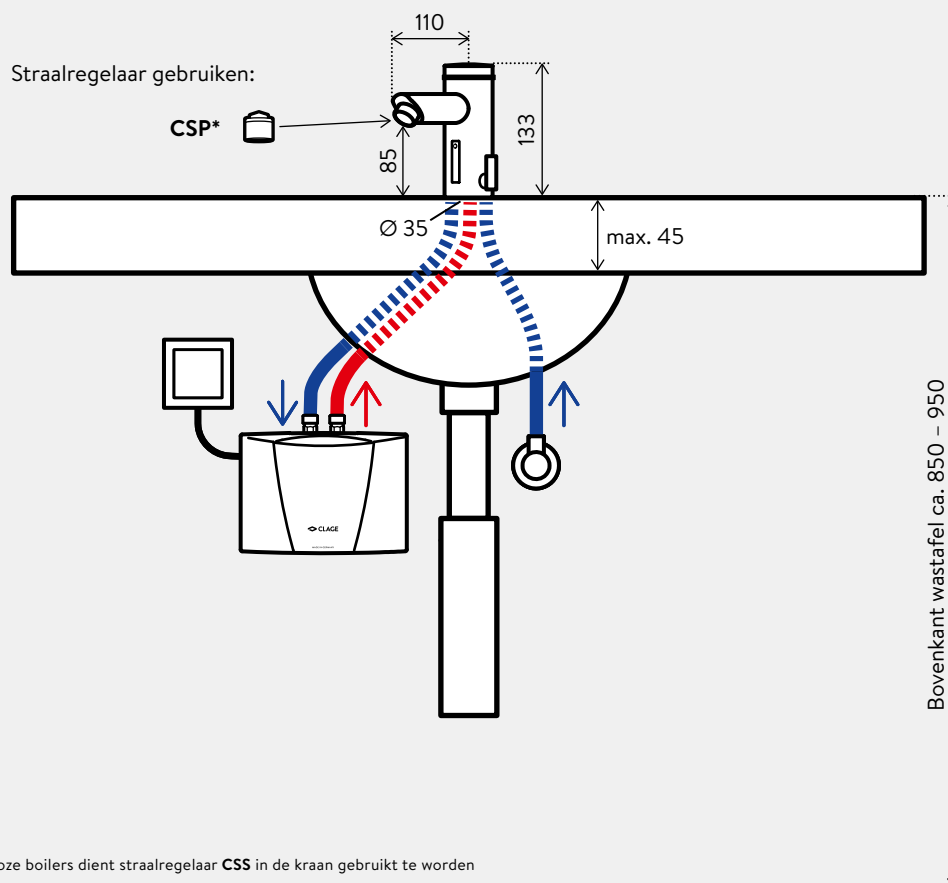 110
Straalregelaar gebruiken:
CSP*
133
85
Ø 35
max. 45
CLAGE
Bovenkant wastafel ca. 850 – 950
boilers dient straalregelaar CSS in de kraan gebruikt te worden